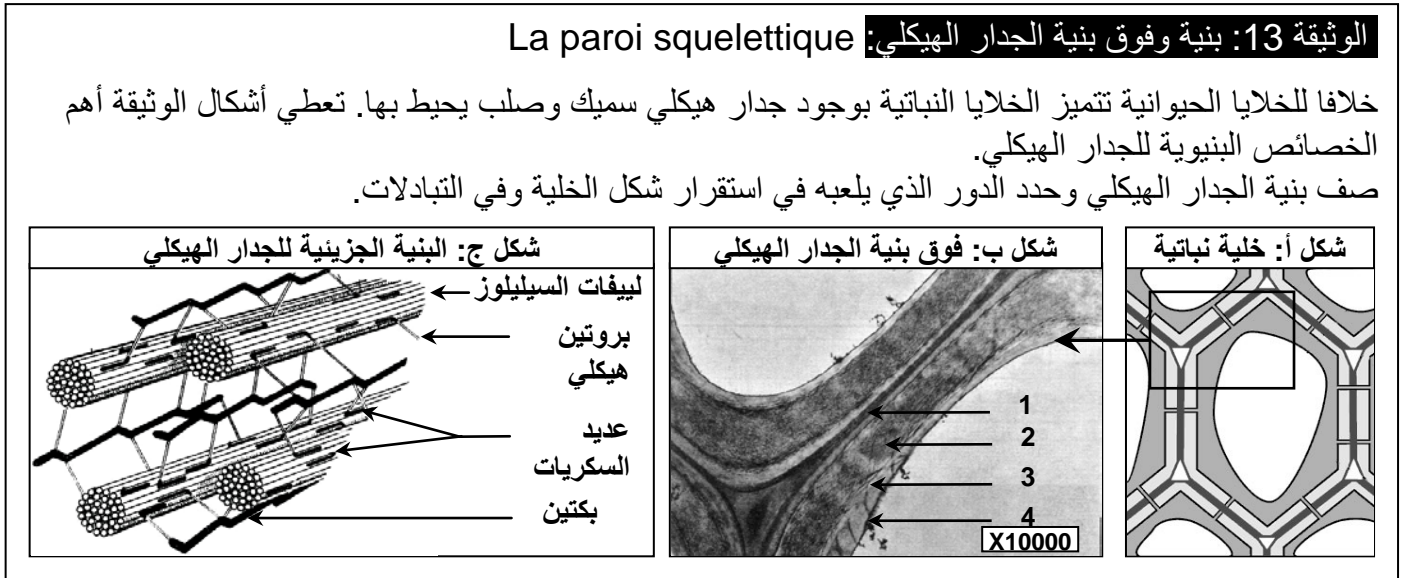 الوثيقة 13: بنية وفوق بنية الجدار الهيكلي: La paroi squelettique
خلافا للخلايا الحيوانية تتميز الخلايا النباتية بوجود جدار هيكلي سميك وصلب يحيط بها. تعطي أشكال الوثيقة أهم
الخصائص البنيوية للجدار الهيكلي.
صف بنية الجدار الهيكلي وحدد الدور الذي يلعبه في استقرار شكل الخلية وفي التبادلات.
شكل أ: خلية نباتية
شكل ب: فوق بنية الجدار الهيكلي
1
2
3
4
X10000
شكل ج: البنية الجزيئية للجدار الهيكلي
لييفات السيليلوز
بروتين
هيكلي
عديد
السكريات
بكتين